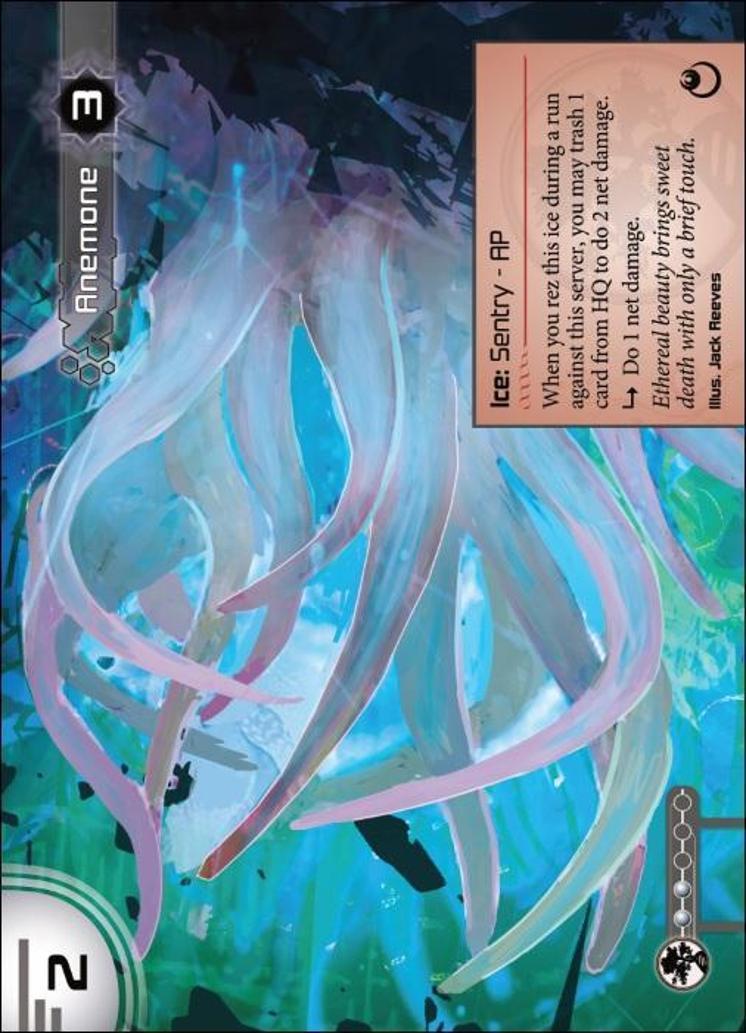 3
Anemone
Ice: Sentry - AP
When you rez this ice during a run
against this server, you may trash 1
card from HQ to do 2 net damage.
↳ Do 1 net damage.
Ethereal beauty brings sweet
death with only a brief touch.
Illus. Jack Reeves
2